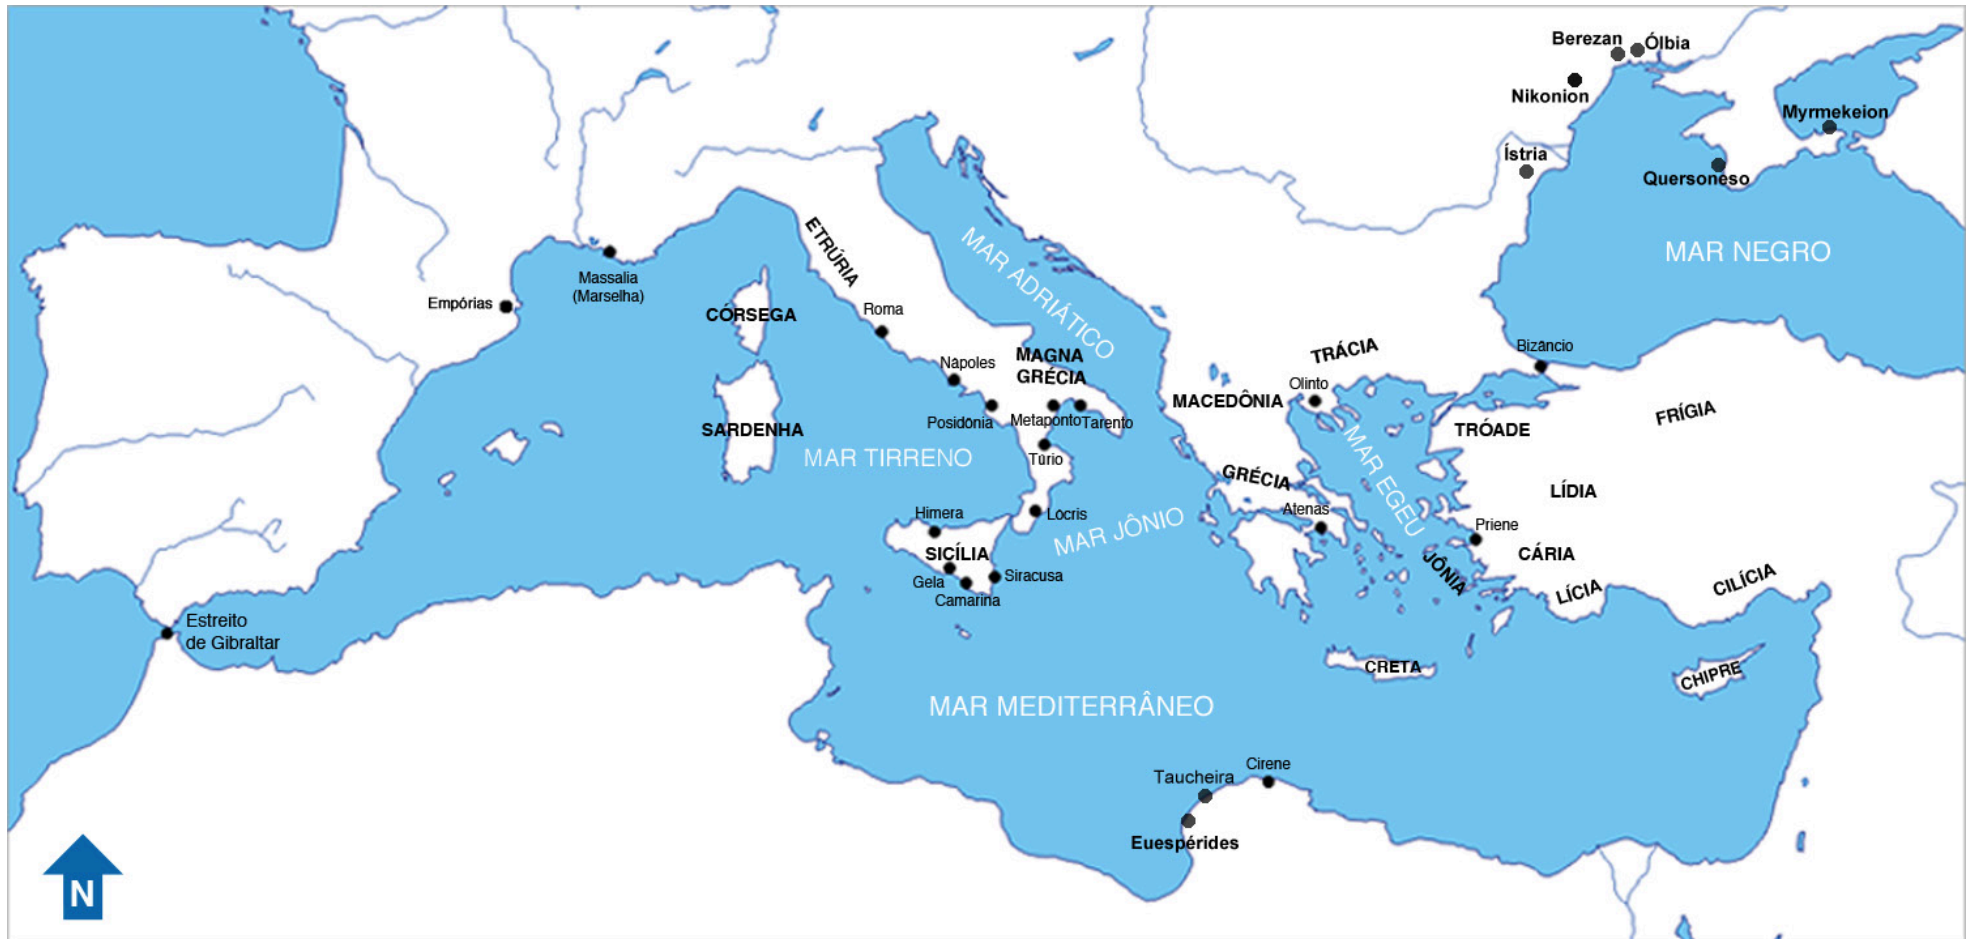 Berezan
Ólbia
Nikonion
Myrmekeion
Ístria
Quersoneso
MAR NEGRO
ETRÚRIA
MAR ADRIÁTICO
Massalia
(Marselha)
Empórias
CÓRSEGA
Roma
MAGNA
GRÉCIA
TRÁCIA
Bizâncio
Nápoles
Olinto
MACEDÔNIA
FRÍGIA
Posidônia
Metaponto
Tarento
SARDENHA
TRÓADE
MAR TIRRENO
Túrio
MAR EGEU
GRÉCIA
LÍDIA
Himera
Lócris
MAR JÔNIO
Atenas
Priene
SICÍLIA
CÁRIA
Gela
Siracusa
JÔNIA
Camarina
LÍCIA
CILÍCIA
Estreito
de Gibraltar
CRETA
CHIPRE
MAR MEDITERRÂNEO
Taucheira
Cirene
Euespérides
N